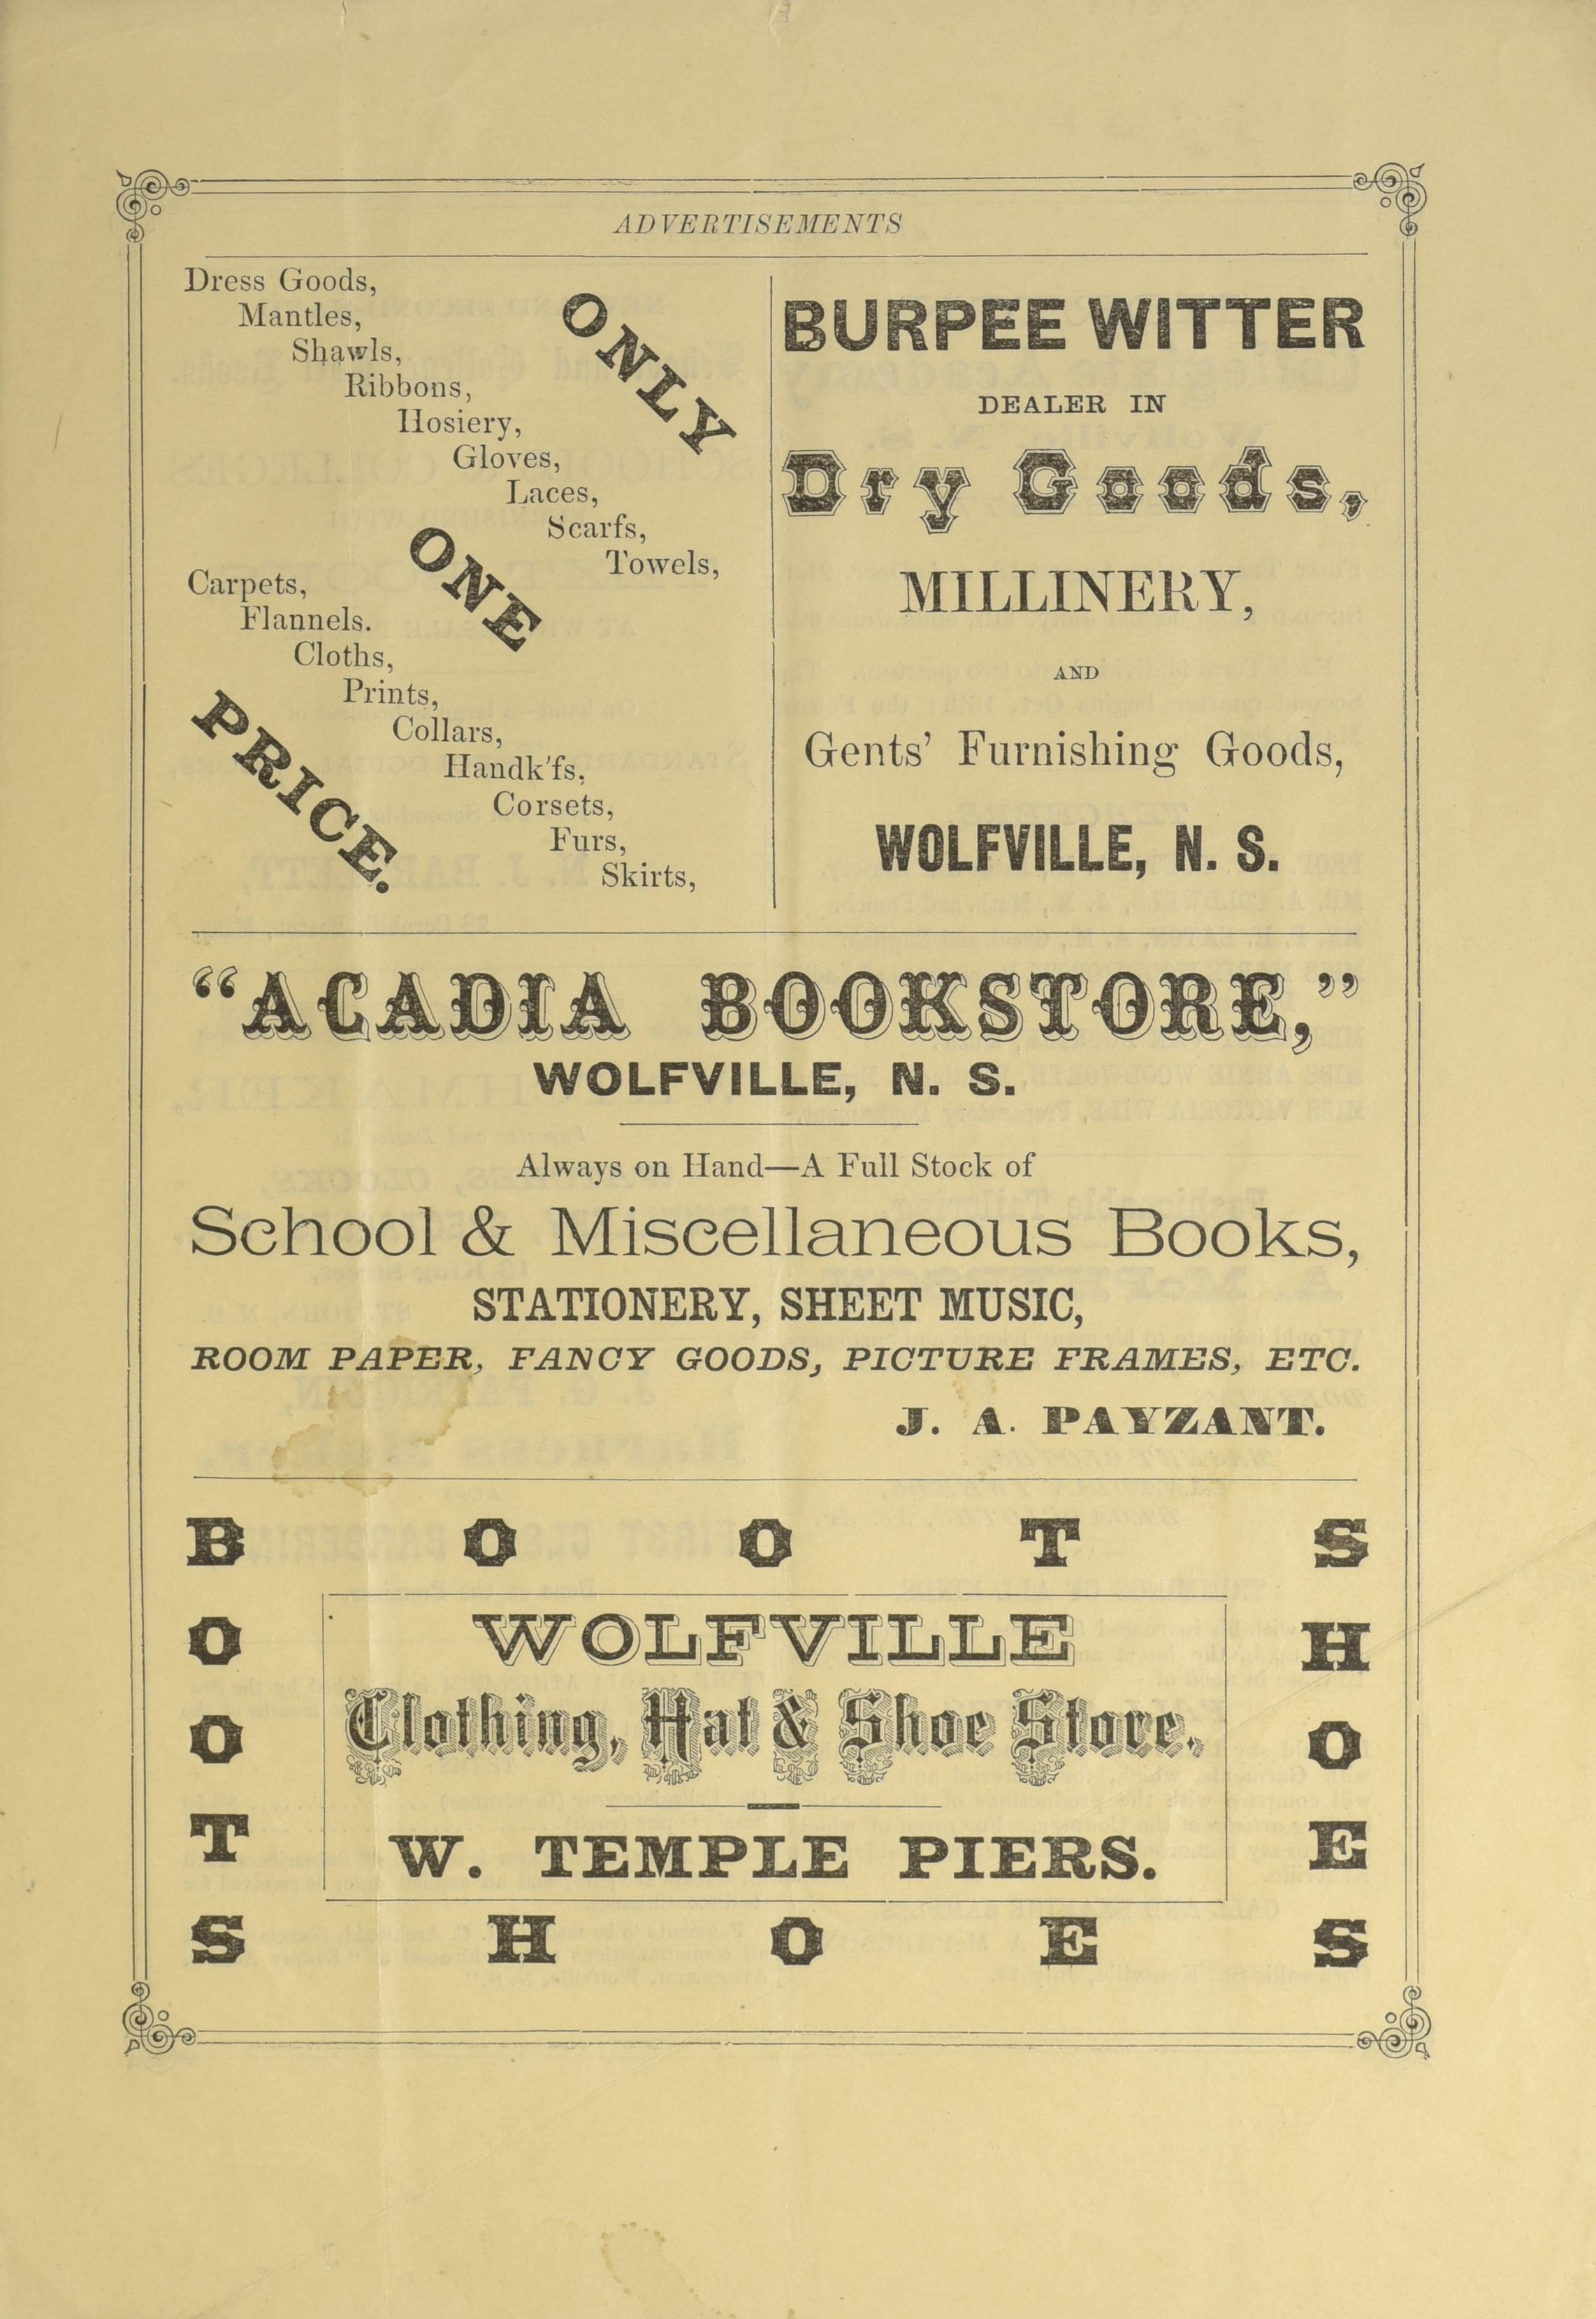 ADVERTISEMENTS
Dress Goods,
Mantles,
Shawls,
Ribbons,
Hosiery,
Gloves,
Laces,
Scarfs,
Towels,
Carpets,
Flannels.
Cloths,
Prints,
Collars,
Handk'fs,
Corsets,
Furs,
Skirts,
ONLY
ONE
PRICE.
BURPEE WITTER
DEALER IN
Dry Goods,
MILLINERY,
AND
Gents' Furnishing Goods,
WOLFVILLE, N. S.
"ACADIA BOOKSTORE,"
WOLFVILLE, N. S.
Always on Hand—A Full Stock of
School & Miscellaneous Books,
STATIONERY, SHEET MUSIC,
ROOM PAPER, FANCY GOODS, PICTURE FRAMES, ETC.
J. A. PAYZANT.
BOOTS
BOOTS
SHOES
WOLFVILLE
Clothing, Hat & Shoe Store.
W. TEMPLE PIERS.
SHOES